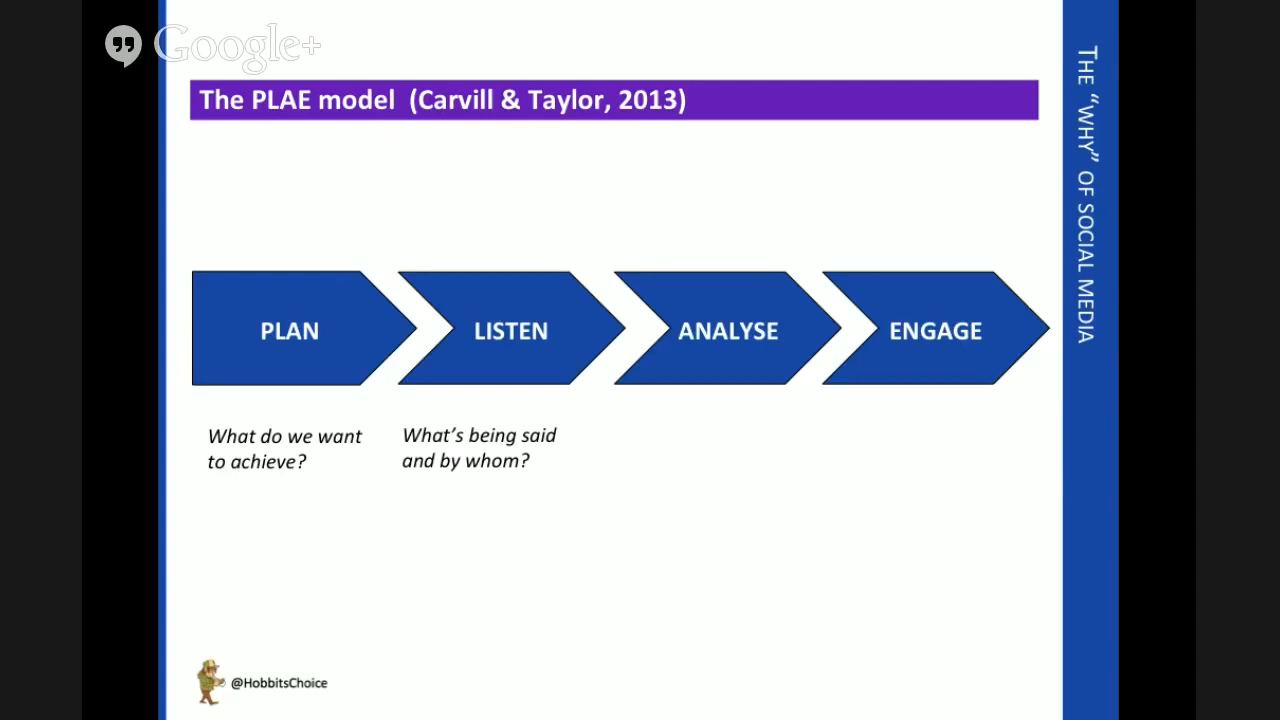 Google+
The PLAE model (Carvill & Taylor, 2013)
PLAN
LISTEN
ANALYSE
ENGAGE
What do we want
to achieve?
What's being said
and by whom?
@HobbitsChoice
THE “WHY” OF SOCIAL MEDIA